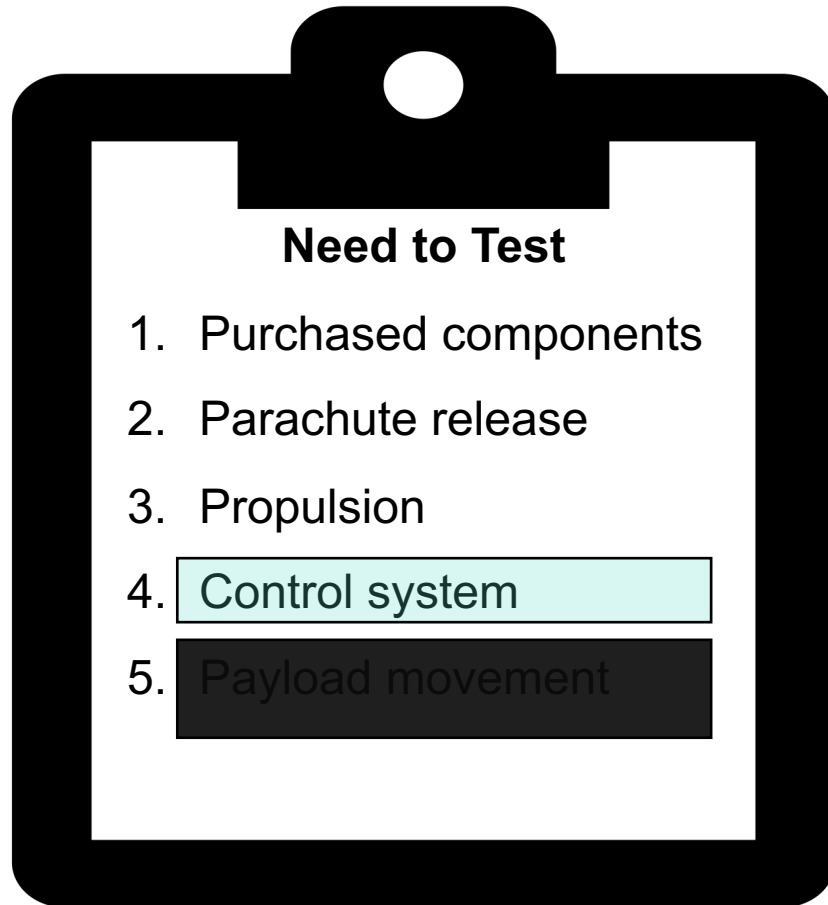 Need to Test
1. Purchased components
2. Parachute release
3. Propulsion
4. Control system
5. Payload movement